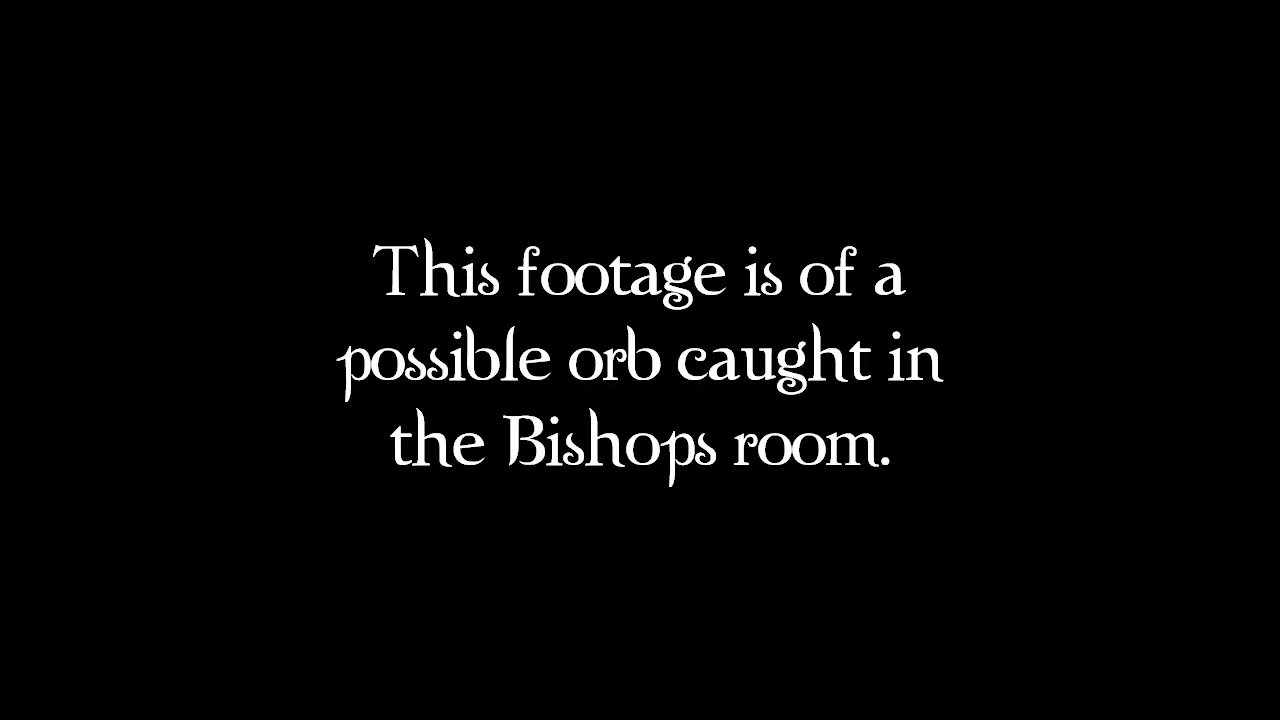 This footage is of a
possible orb caught in
the Bishops room.